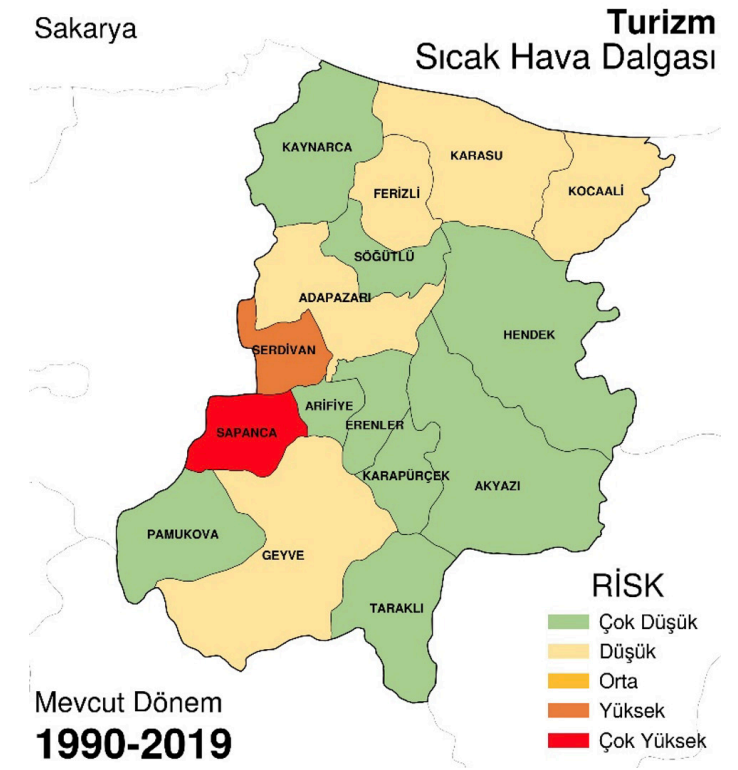 Sakarya
Turizm
Sıcak Hava Dalgası
KAYNARCA
KARASU
FERİZLİ
KOCAALİ
SÖĞÜTLÜ
ADAPAZARI
HENDEK
SERDİVAN
ARİFİYE
SAPANCA
ERENLER
KARAPÜRÇEK
AKYAZI
PAMUKOVA
GEYVE
TARAKLI
RİSK
Çok Düşük
Düşük
Orta
Yüksek
Çok Yüksek
Mevcut Dönem
1990-2019